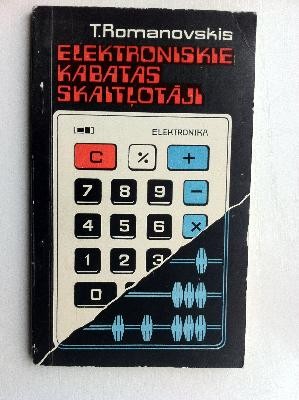 T.Romanovskis
ELEKTRONISKIE
KABATAS
SKAITĻOTĀJI
ELEKTRONIKA
C % +
7 8 9 −
4 5 6 ×
1 2 3
0